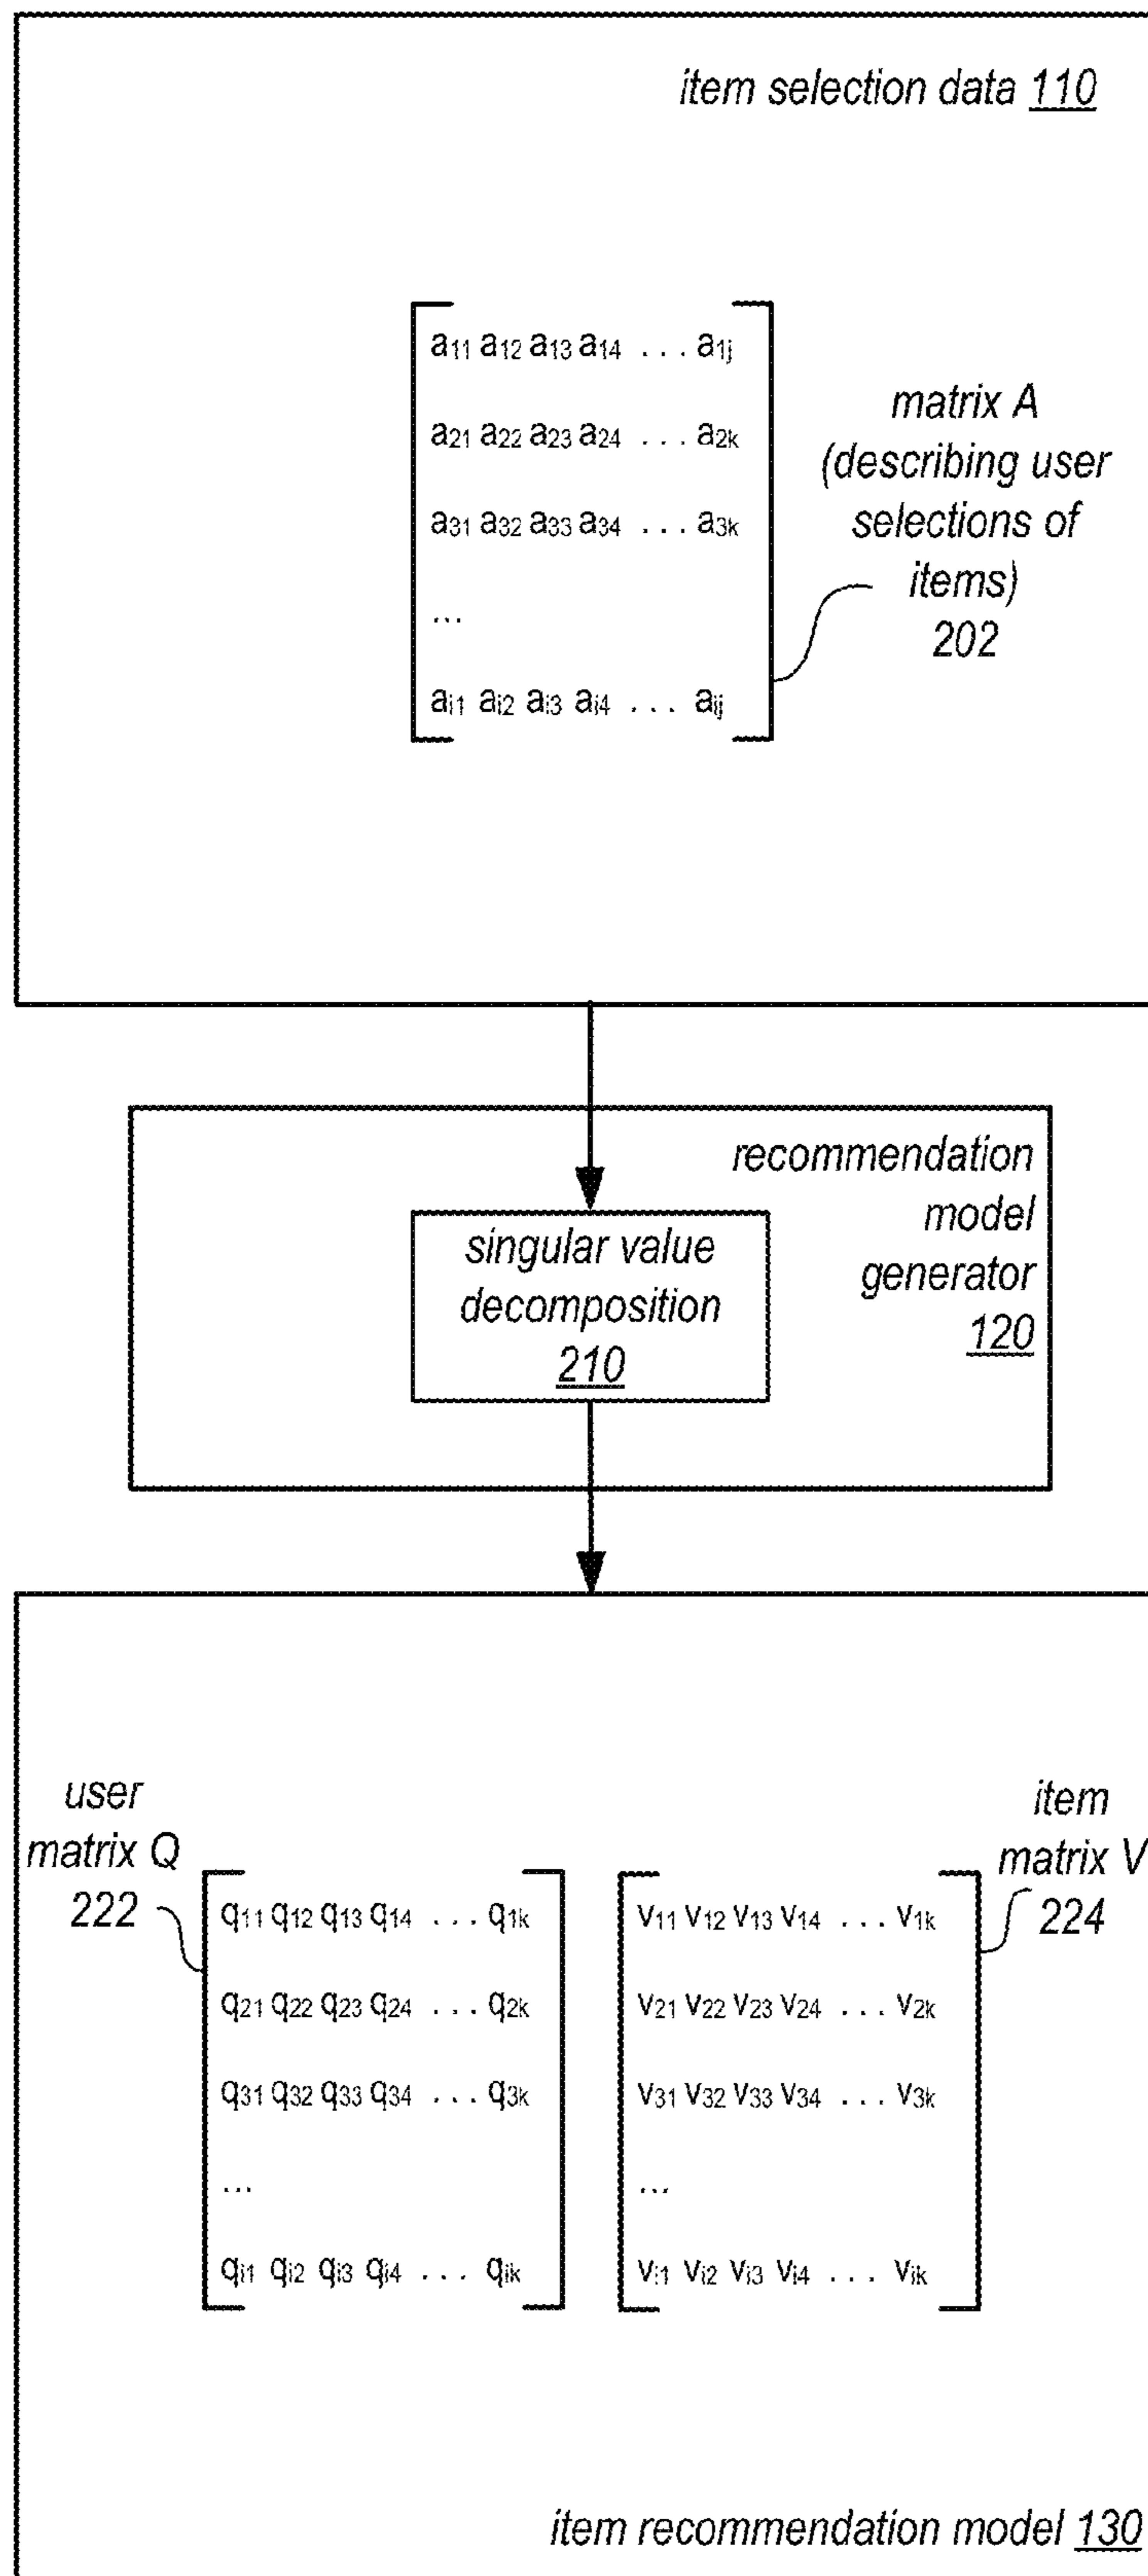 item selection data 110
a11 a12 a13 a14 . . . a1j
a21 a22 a23 a24 . . . a2k
a31 a32 a33 a34 . . . a3k
...
ai1 ai2 ai3 ai4 . . . aij
matrix A
(describing user
selections of
items)
202
recommendation
model
generator
120
singular value
decomposition
210
user
matrix Q
222
q11 q12 q13 q14 . . . q1k
q21 q22 q23 q24 . . . q2k
q31 q32 q33 q34 . . . q3k
...
qi1 qi2 qi3 qi4 . . . qik
v11 v12 v13 v14 . . . v1k
v21 v22 v23 v24 . . . v2k
v31 v32 v33 v34 . . . v3k
...
vi1 vi2 vi3 vi4 . . . vik
item
matrix V
224
item recommendation model 130